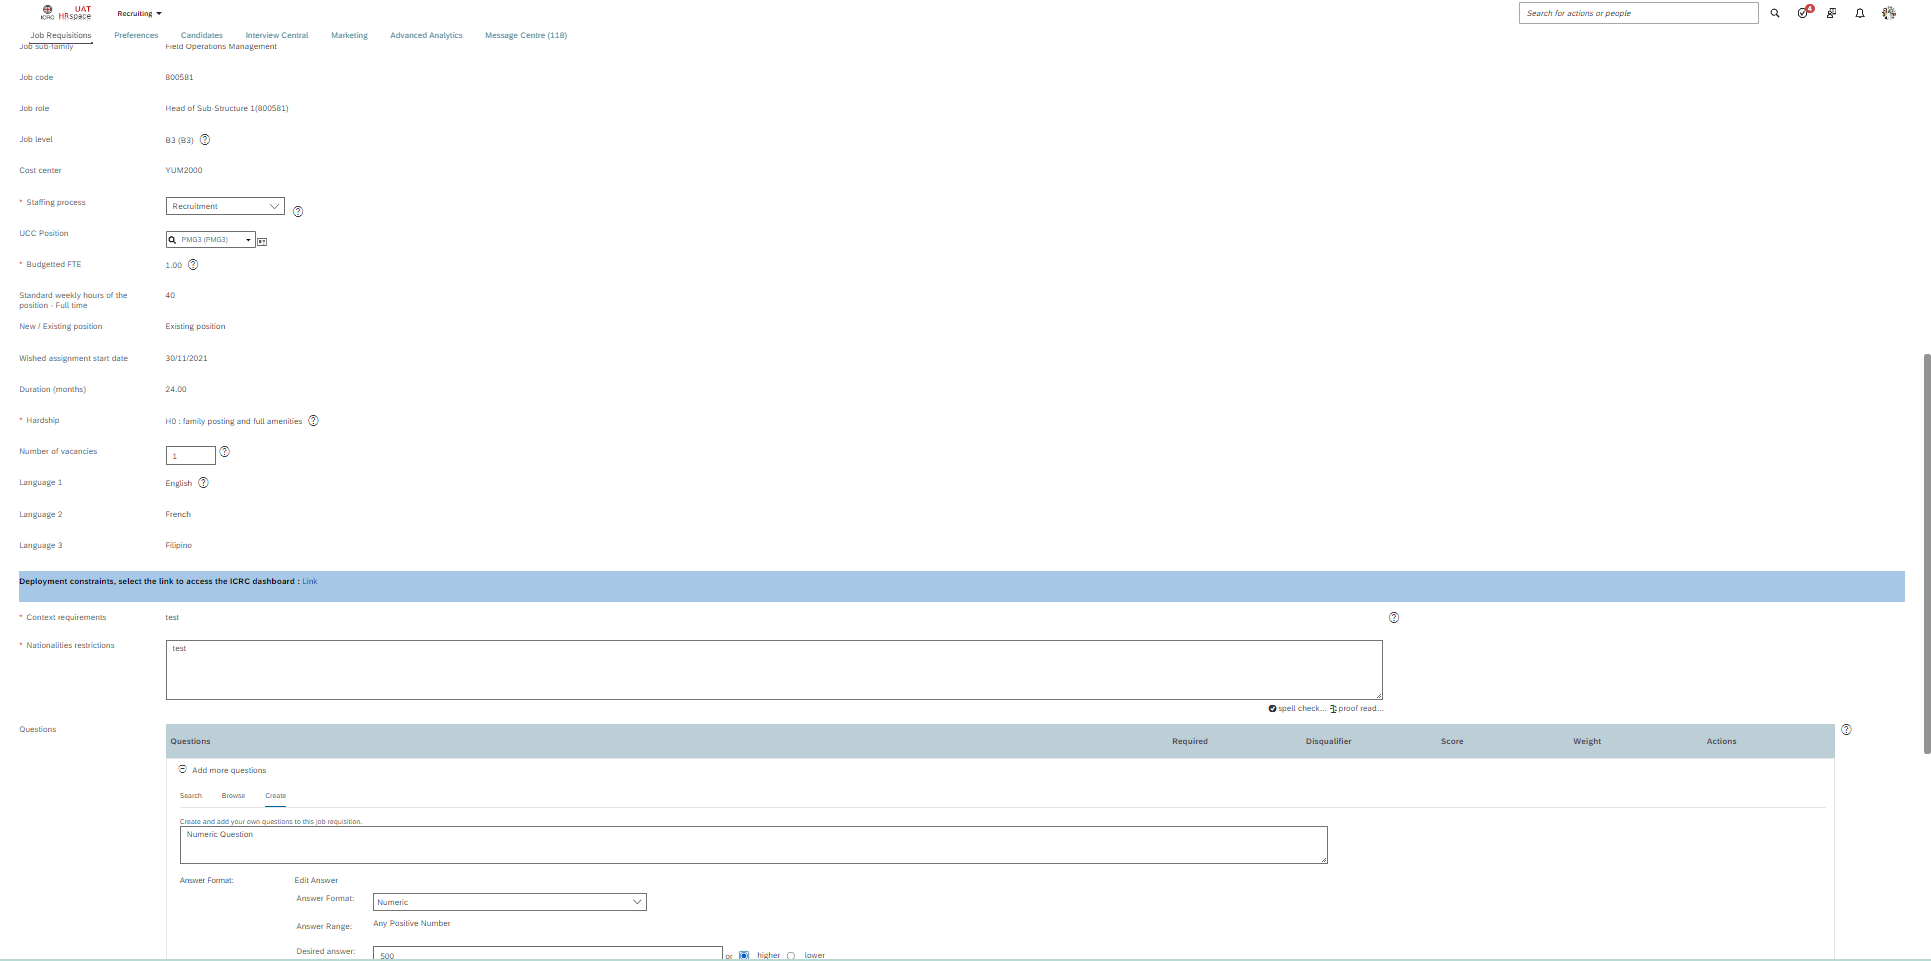 UAT
ICRC HRspace
Recruiting
Search for actions or people
4
Job Requisitions Preferences Candidates Interview Central Marketing Advanced Analytics Message Centre (118)
Job sub-family Field Operations Management
Job code 800581
Job role Head of Sub-Structure 1(800581)
Job level B3 (B3) ?
Cost center YUM2000
* Staffing process Recruitment ?
UCC Position PMG3 (PMG3)
* Budgetted FTE 1.00 ?
Standard weekly hours of the position - Full time 40
New / Existing position Existing position
Wished assignment start date 30/11/2021
Duration (months) 24.00
* Hardship H0 : family posting and full amenities ?
Number of vacancies 1 ?
Language 1 English ?
Language 2 French
Language 3 Filipino
Deployment constraints, select the link to access the ICRC dashboard : Link
* Context requirements test ?
* Nationalities restrictions test
spell check... proof read...
Questions
Questions Required Disqualifier Score Weight Actions ?
Add more questions
Search Browse Create
Create and add your own questions to this job requisition.
Numeric Question
Answer Format: Edit Answer
Answer Format: Numeric
Answer Range: Any Positive Number
Desired answer: 500 or higher lower